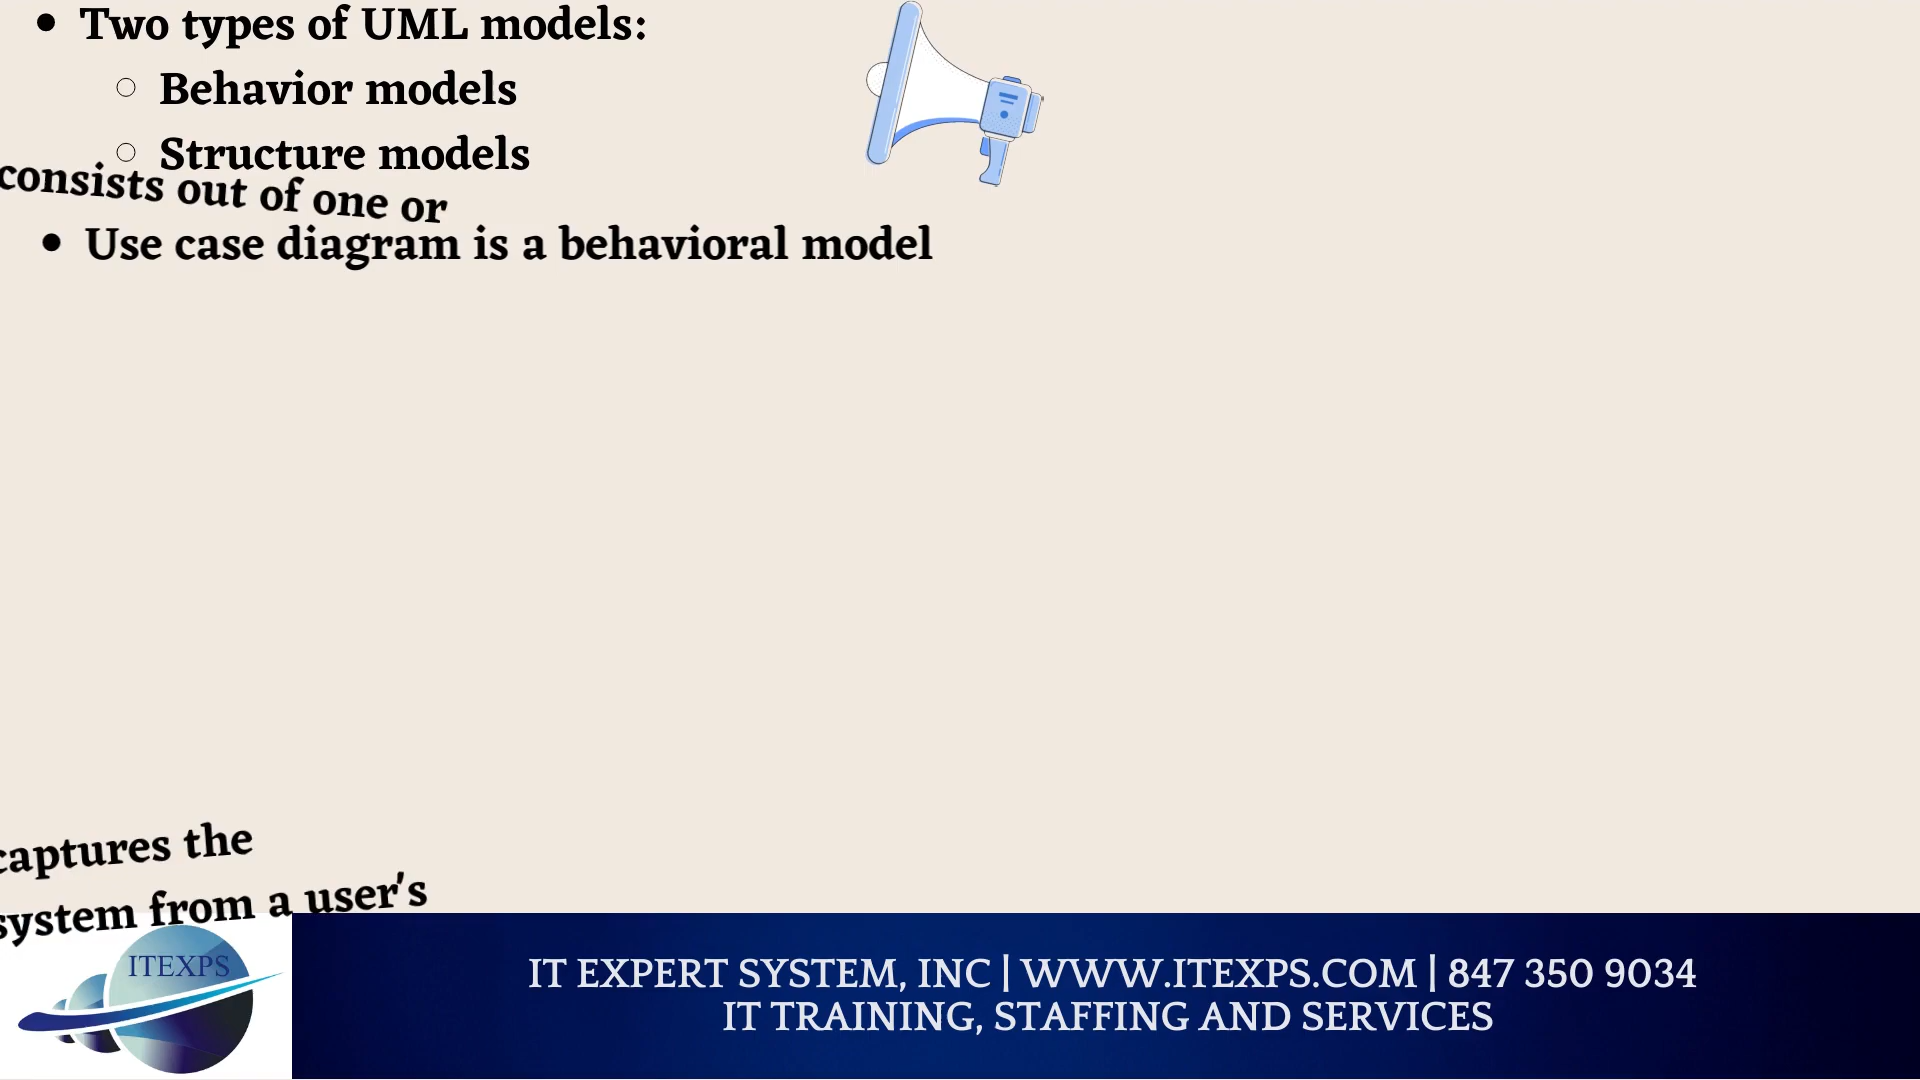 Two types of UML models:
Behavior models
Structure models
consists out of one or
Use case diagram is a behavioral model
captures the
system from a user's
ITEXPS
IT EXPERT SYSTEM, INC | WWW.ITEXPS.COM | 847 350 9034
IT TRAINING, STAFFING AND SERVICES